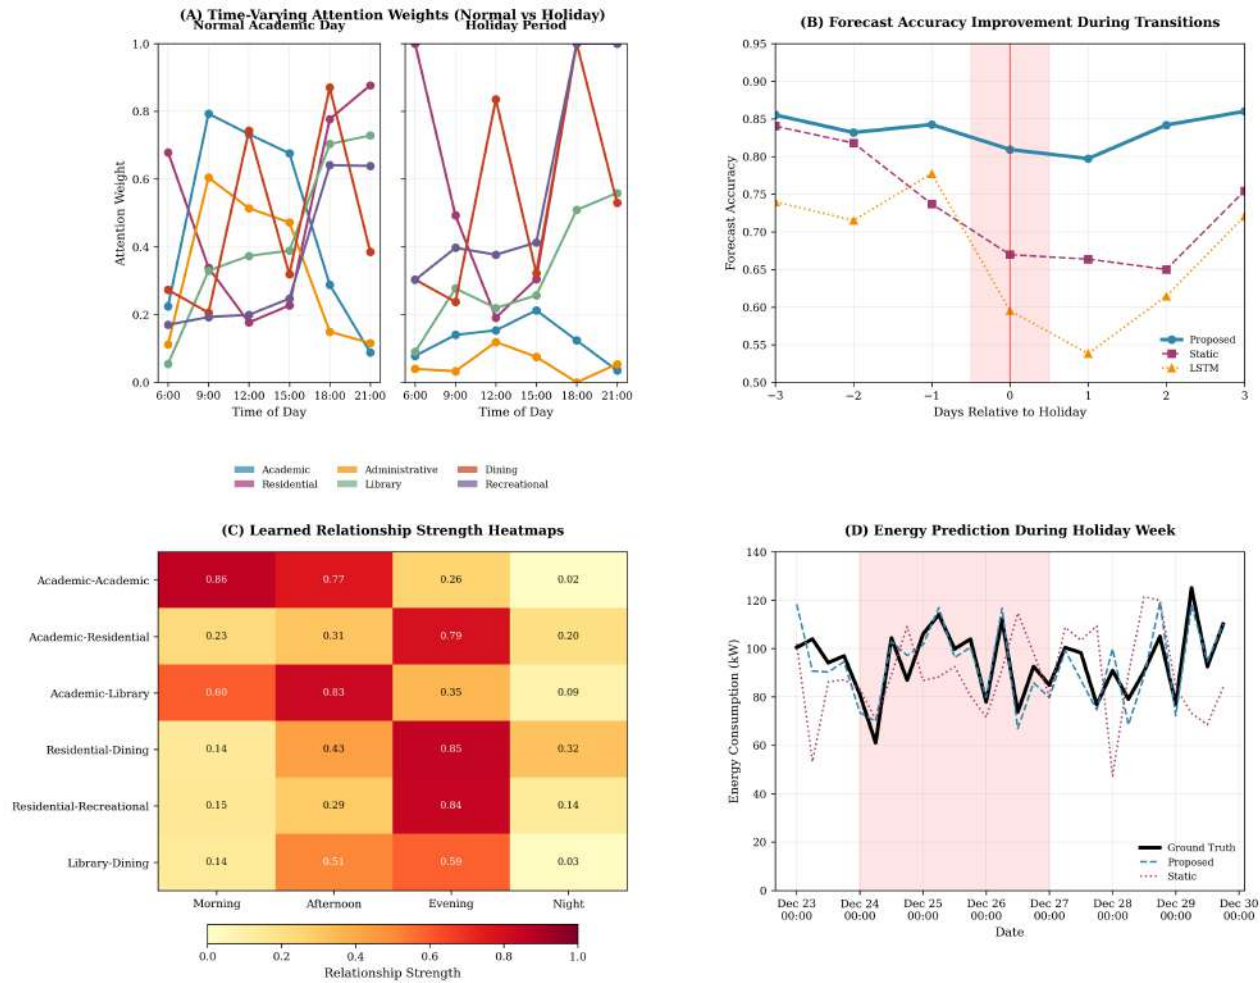 (A) Time-Varying Attention Weights (Normal vs Holiday)
Normal Academic Day
Holiday Period
Attention Weight
1.0
0.8
0.6
0.4
0.2
0.0
6:00 9:00 12:00 15:00 18:00 21:00
Time of Day
6:00 9:00 12:00 15:00 18:00 21:00
Time of Day
Academic
Residential
Administrative
Library
Dining
Recreational
(B) Forecast Accuracy Improvement During Transitions
Forecast Accuracy
0.95
0.90
0.85
0.80
0.75
0.70
0.65
0.60
0.55
0.50
−3 −2 −1 0 1 2 3
Days Relative to Holiday
Proposed
Static
LSTM
(C) Learned Relationship Strength Heatmaps
Academic-Academic 0.86 0.77 0.26 0.02
Academic-Residential 0.23 0.31 0.79 0.20
Academic-Library 0.60 0.83 0.35 0.09
Residential-Dining 0.14 0.43 0.85 0.32
Residential-Recreational 0.15 0.29 0.84 0.14
Library-Dining 0.14 0.51 0.59 0.03
Morning Afternoon Evening Night
0.0 0.2 0.4 0.6 0.8 1.0
Relationship Strength
(D) Energy Prediction During Holiday Week
Energy Consumption (kW)
140
120
100
80
60
40
20
0
Ground Truth
Proposed
Static
Dec 23 Dec 24 Dec 25 Dec 26 Dec 27 Dec 28 Dec 29 Dec 30
00:00 00:00 00:00 00:00 00:00 00:00 00:00 00:00
Date